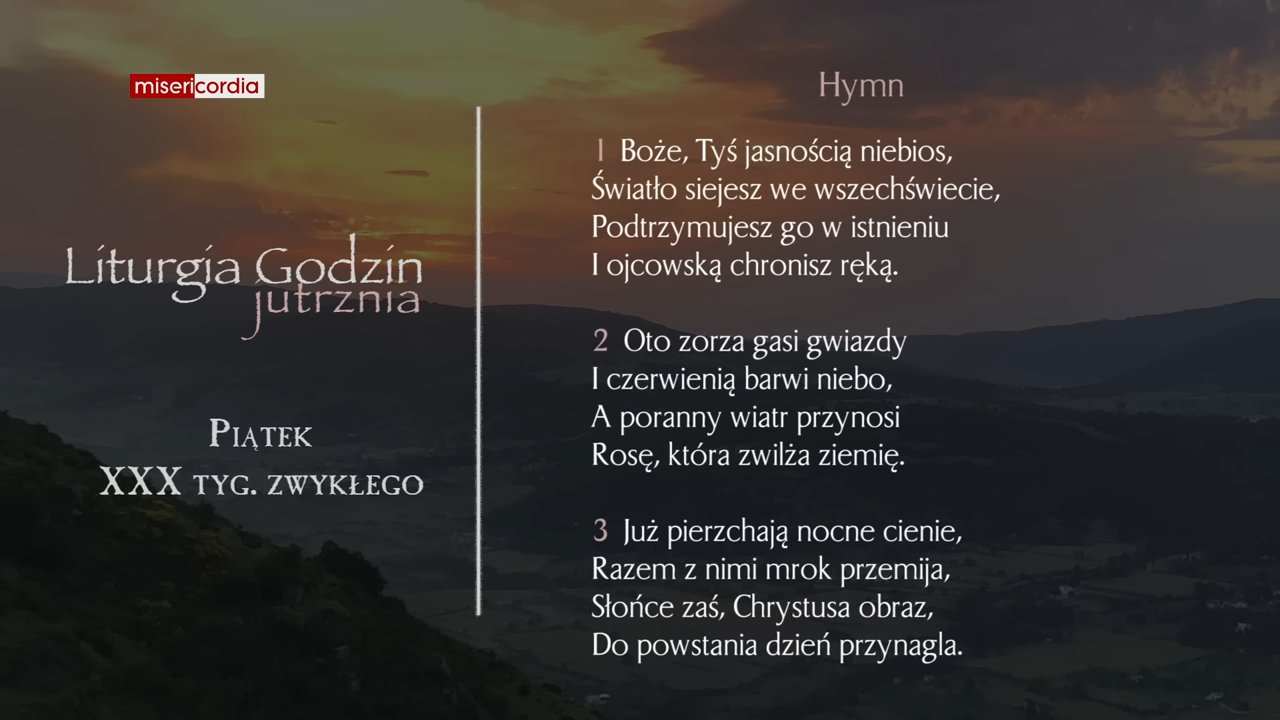 misericordia
Liturgia Godzin
jutrznia
Piątek
XXX tyg. zwykłego
Hymn
1 Boże, Tyś jasnością niebios,
Światło siejesz we wszechświecie,
Podtrzymujesz go w istnieniu
I ojcowską chronisz ręką.
2 Oto zorza gasi gwiazdy
I czerwienią barwi niebo,
A poranny wiatr przynosi
Rosę, która zwilża ziemię.
3 Już pierzchają nocne cienie,
Razem z nimi mrok przemija,
Słońce zaś, Chrystusa obraz,
Do powstania dzień przynagla.